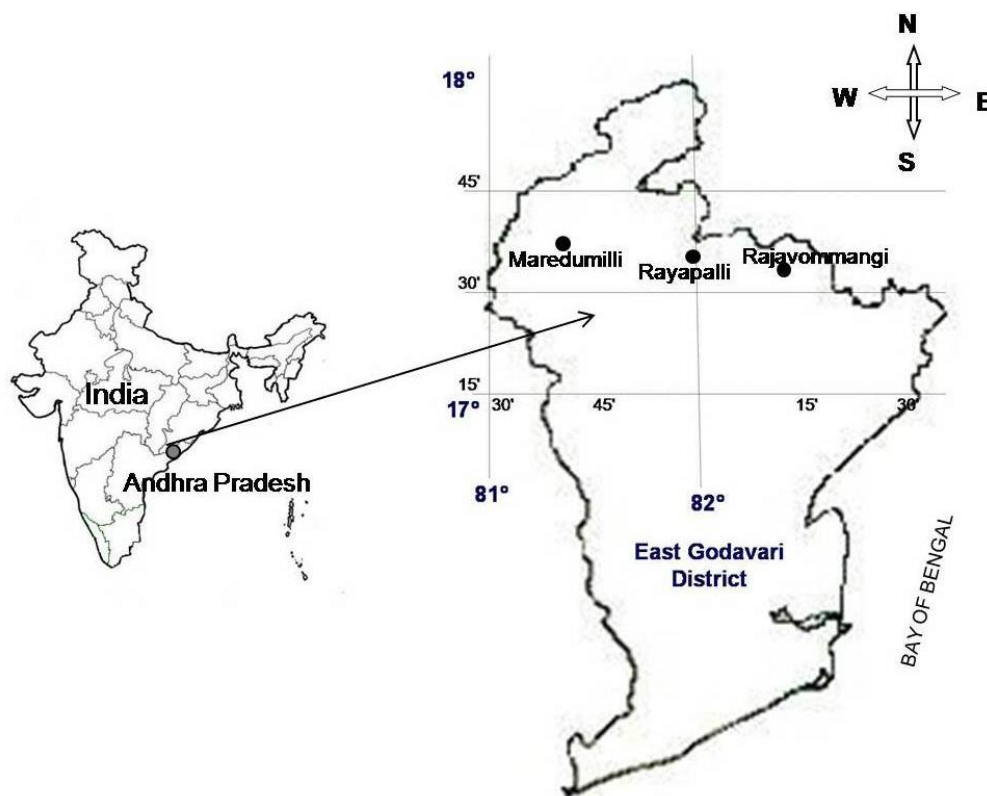 N
W
E
S
18°
45'
Maredumilli
Rayapalli
Rajavommangi
30'
India
15'
17°
30'
45'
15'
30'
Andhra Pradesh
81°
82°
East Godavari
District
BAY OF BENGAL